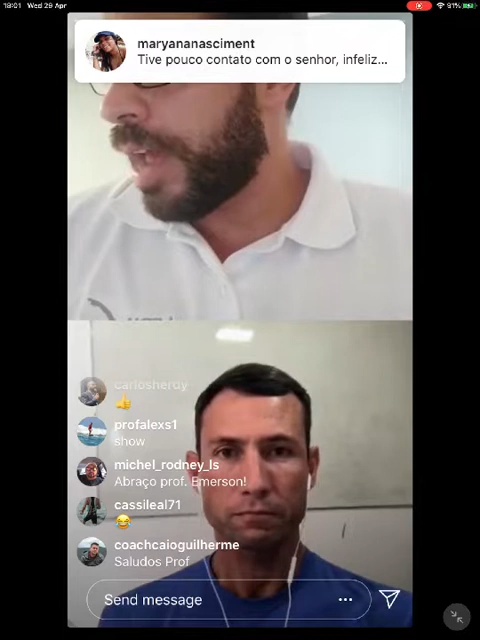 18:01 Wed 29 Apr
91%
maryananasciment
Tive pouco contato com o senhor, infeliz...
carlosherdy
👍
profalexs1
show
michel_rodney_ls
Abraço prof. Emerson!
cassileal71
😂
coachcaioguilherme
Saludos Prof
Send message